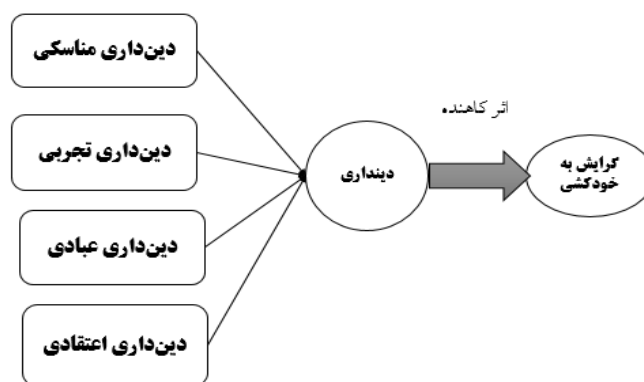 دین‌داری مناسکی
دین‌داری تجربی
دین‌داری عبادی
دین‌داری اعتقادی
دینداری
اثر کاهنده
گرایش به
خودکشی